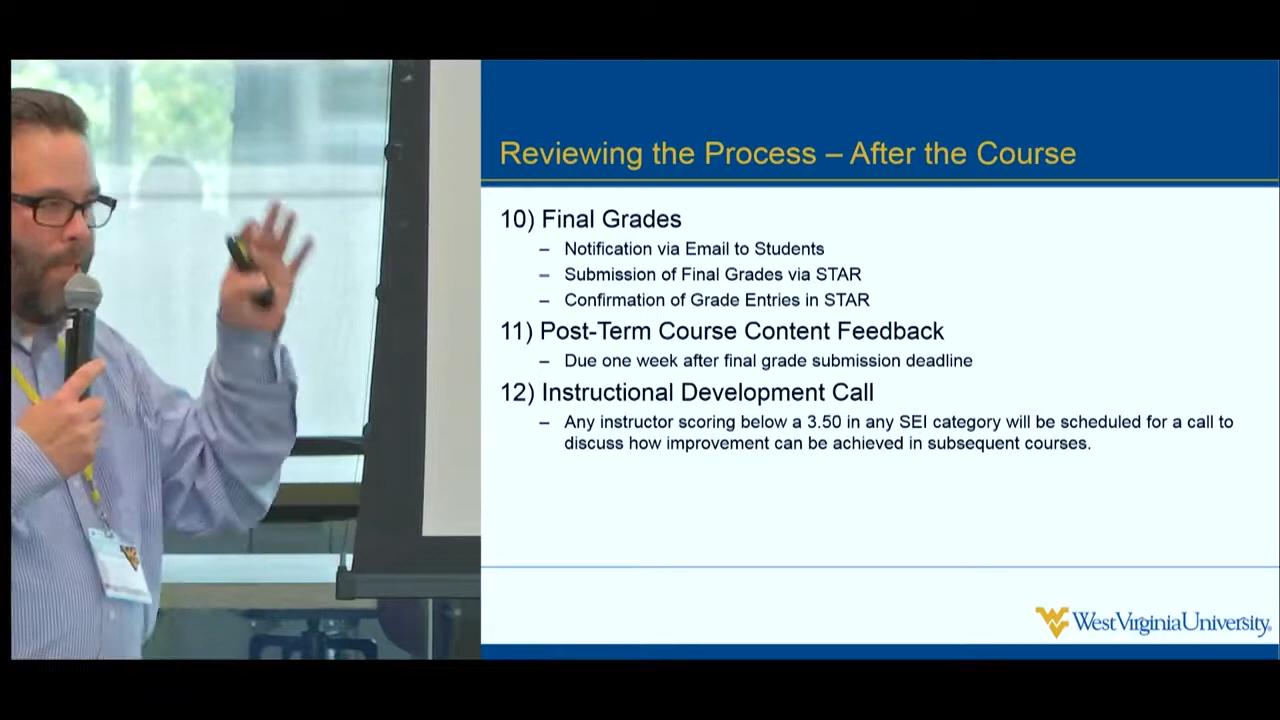 Reviewing the Process – After the Course
10) Final Grades
– Notification via Email to Students
– Submission of Final Grades via STAR
– Confirmation of Grade Entries in STAR
11) Post-Term Course Content Feedback
– Due one week after final grade submission deadline
12) Instructional Development Call
– Any instructor scoring below a 3.50 in any SEI category will be scheduled for a call to
discuss how improvement can be achieved in subsequent courses.
WestVirginiaUniversity.